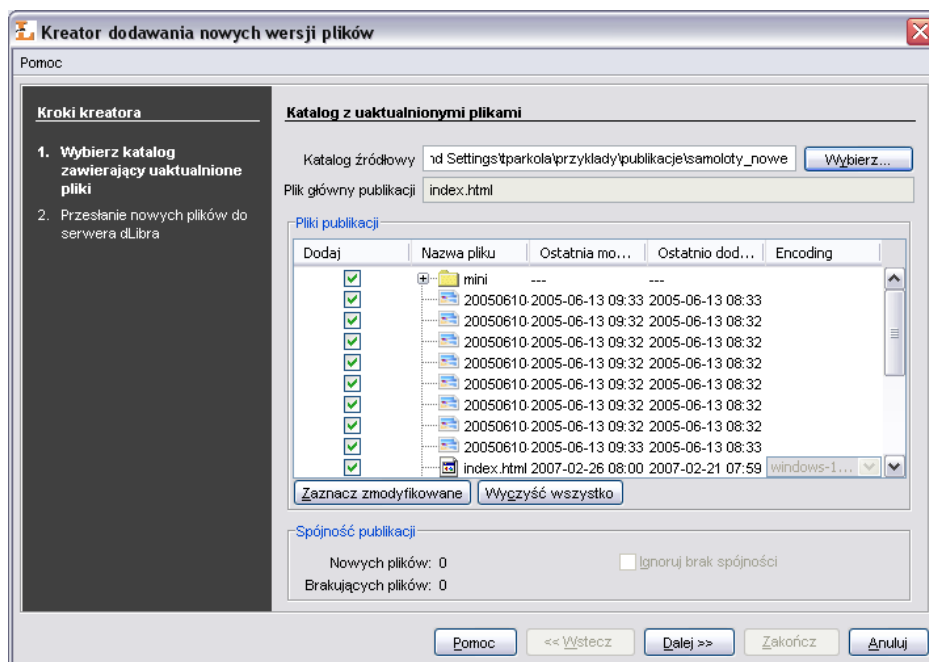 Kreator dodawania nowych wersji plików
Pomoc
Kroki kreatora
1. Wybierz katalog
zawierający uaktualnione
pliki
2. Przesłanie nowych plików do
serwera dLibra
Katalog z uaktualnionymi plikami
Katalog źródłowy nd Settings\tparkola\przyklady\publikacje\samoloty_nowe Wybierz...
Plik główny publikacji index.html
Pliki publikacji
Dodaj Nazwa pliku Ostatnia mo... Ostatnio dod... Encoding
mini --- ---
20050610 2005-06-13 09:33 2005-06-13 08:33
20050610 2005-06-13 09:32 2005-06-13 08:32
20050610 2005-06-13 09:32 2005-06-13 08:32
20050610 2005-06-13 09:32 2005-06-13 08:32
20050610 2005-06-13 09:32 2005-06-13 08:32
20050610 2005-06-13 09:32 2005-06-13 08:32
20050610 2005-06-13 09:32 2005-06-13 08:32
20050610 2005-06-13 09:33 2005-06-13 08:33
index.html 2007-02-26 08:00 2007-02-21 07:59 windows-1...
Zaznacz zmodyfikowane Wyczyść wszystko
Spójność publikacji
Nowych plików: 0 Ignoruj brak spójności
Brakujących plików: 0
Pomoc << Wstecz Dalej >> Zakończ Anuluj